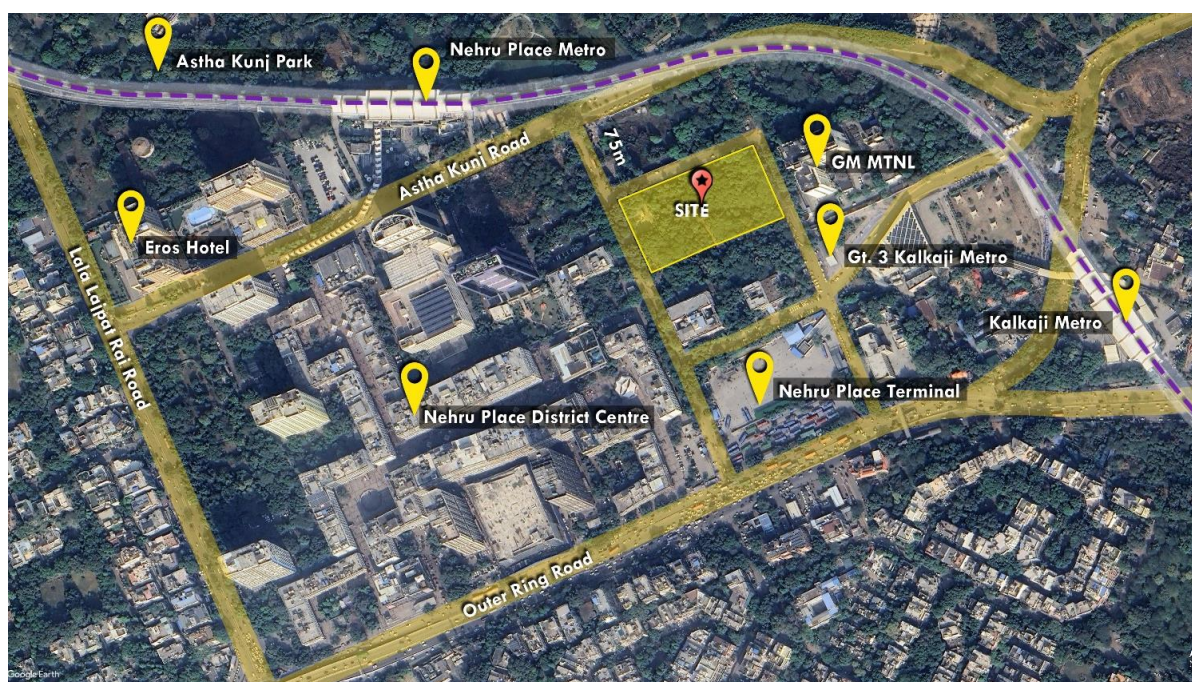 Nehru Place Metro
Astha Kunj Park
75m
Astha Kunj Road
GM MTNL
SITE
Eros Hotel
Gt. 3 Kalkaji Metro
Lala Lajpat Rai Road
Kalkaji Metro
Nehru Place Terminal
Nehru Place District Centre
Outer Ring Road
Google Earth